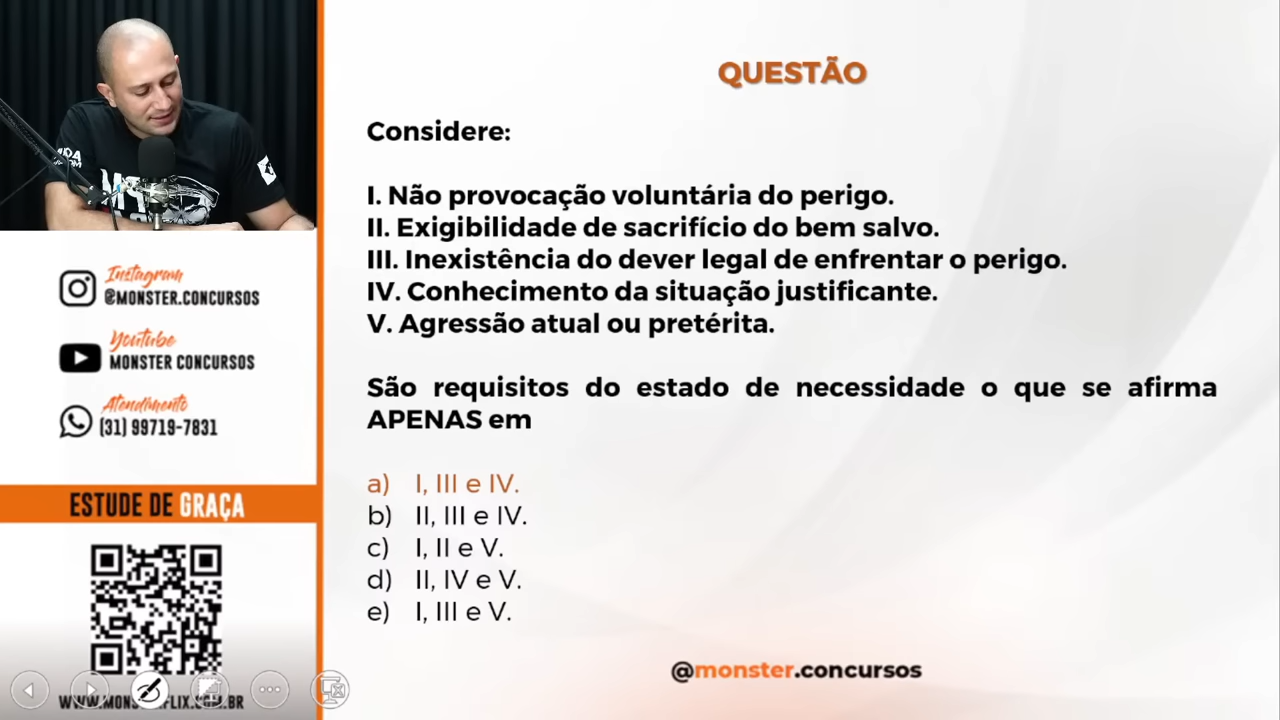 QUESTÃO
Considere:
I. Não provocação voluntária do perigo.
II. Exigibilidade de sacrifício do bem salvo.
III. Inexistência do dever legal de enfrentar o perigo.
IV. Conhecimento da situação justificante.
V. Agressão atual ou pretérita.
São requisitos do estado de necessidade o que se afirma
APENAS em
a) I, III e IV.
b) II, III e IV.
c) I, II e V.
d) II, IV e V.
e) I, III e V.
@monster.concursos
Instagram
@MONSTER.CONCURSOS
Youtube
MONSTER CONCURSOS
Atendimento
(31) 99719-7831
ESTUDE DE GRAÇA